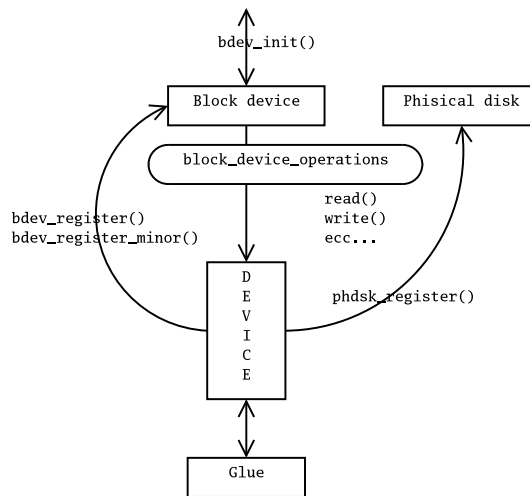 bdev_init()
Block device
Phisical disk
block_device_operations
read()
write()
ecc...
bdev_register()
bdev_register_minor()
D
E
V
I
C
E
phdsk_register()
Glue